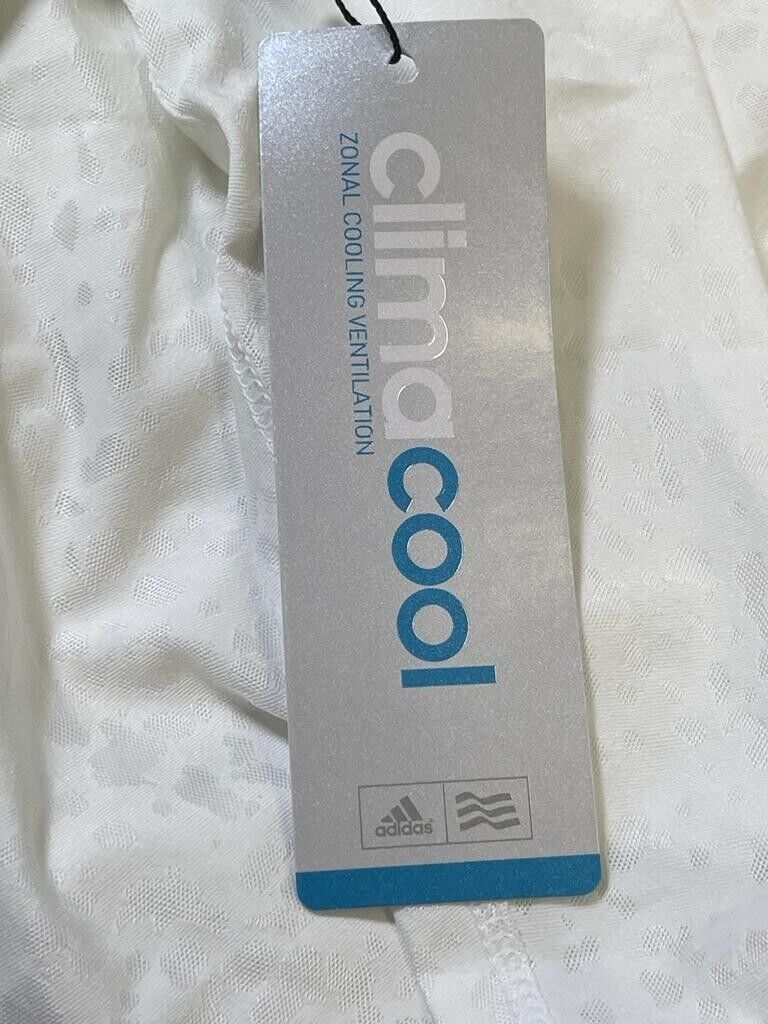 climacool
ZONAL COOLING VENTILATION
adidas